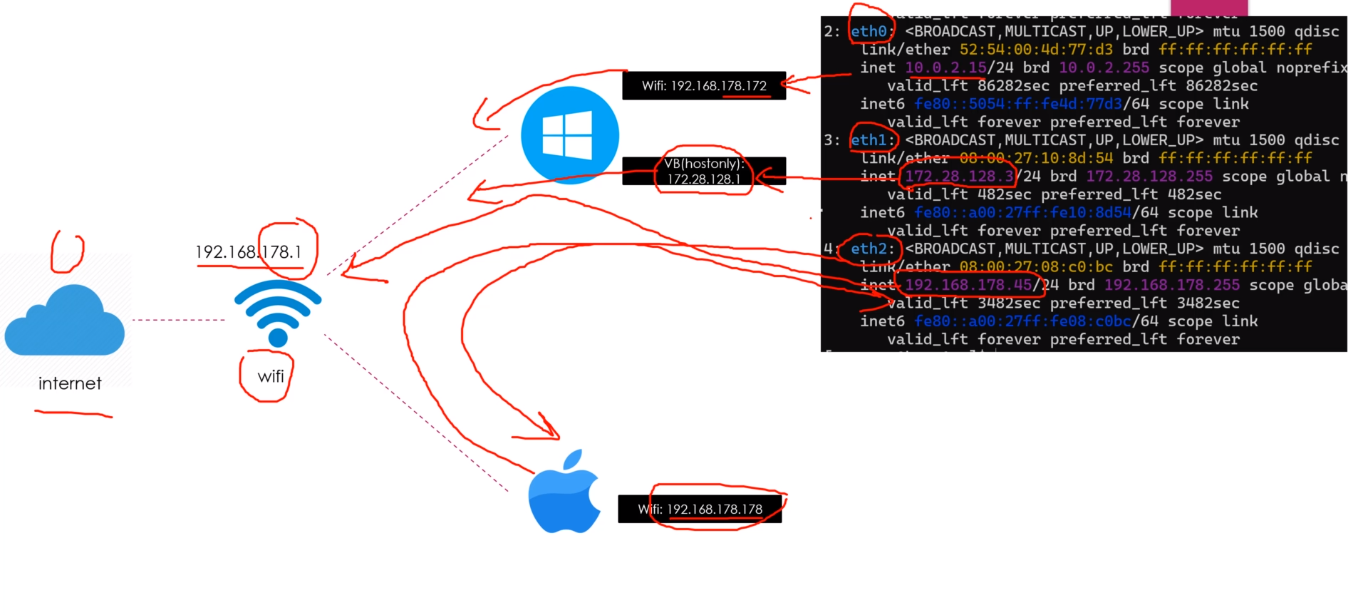 valid_lft forever preferred_lft forever
2: eth0: <BROADCAST,MULTICAST,UP,LOWER_UP> mtu 1500 qdisc
link/ether 52:54:00:4d:77:d3 brd ff:ff:ff:ff:ff:ff
inet 10.0.2.15/24 brd 10.0.2.255 scope global noprefix
valid_lft 86282sec preferred_lft 86282sec
inet6 fe80::5054:ff:fe4d:77d3/64 scope link
valid_lft forever preferred_lft forever
3: eth1: <BROADCAST,MULTICAST,UP,LOWER_UP> mtu 1500 qdisc
link/ether 08:00:27:10:8d:54 brd ff:ff:ff:ff:ff:ff
inet 172.28.128.3/24 brd 172.28.128.255 scope global n
valid_lft 482sec preferred_lft 482sec
inet6 fe80::a00:27ff:fe10:8d54/64 scope link
valid_lft forever preferred_lft forever
4: eth2: <BROADCAST,MULTICAST,UP,LOWER_UP> mtu 1500 qdisc
link/ether 08:00:27:08:c0:bc brd ff:ff:ff:ff:ff:ff
inet 192.168.178.45/24 brd 192.168.178.255 scope globa
valid_lft 3482sec preferred_lft 3482sec
inet6 fe80::a00:27ff:fe08:c0bc/64 scope link
valid_lft forever preferred_lft forever
Wifi: 192.168.178.172
VB(hostonly):
172.28.128.1
192.168.178.1
wifi
internet
Wifi: 192.168.178.178